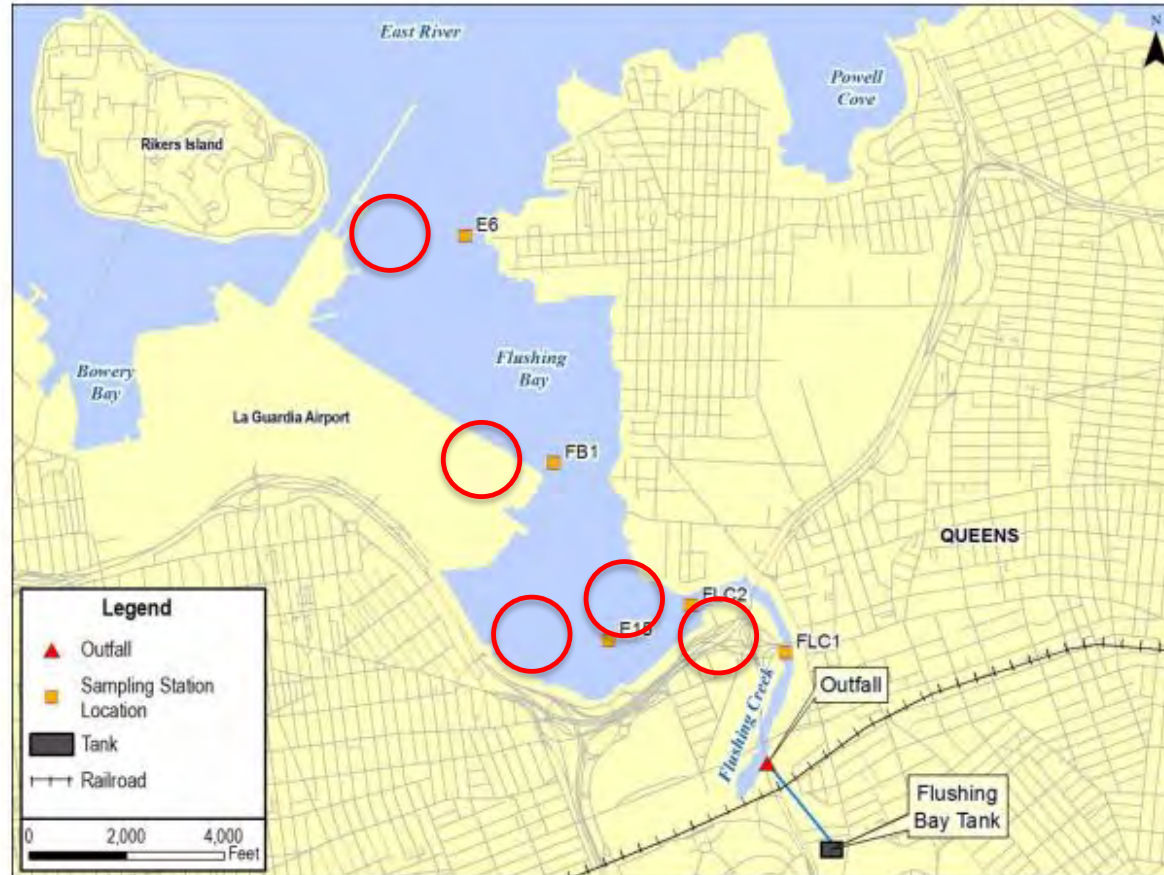 East River
N
Powell
Cove
Rikers Island
E6
Flushing
Bay
Bowery
Bay
La Guardia Airport
FB1
QUEENS
FLC2
E15
FLC1
Outfall
Flushing Creek
Flushing
Bay Tank
Legend
Outfall
Sampling Station
Location
Tank
Railroad
0 2,000 4,000
Feet